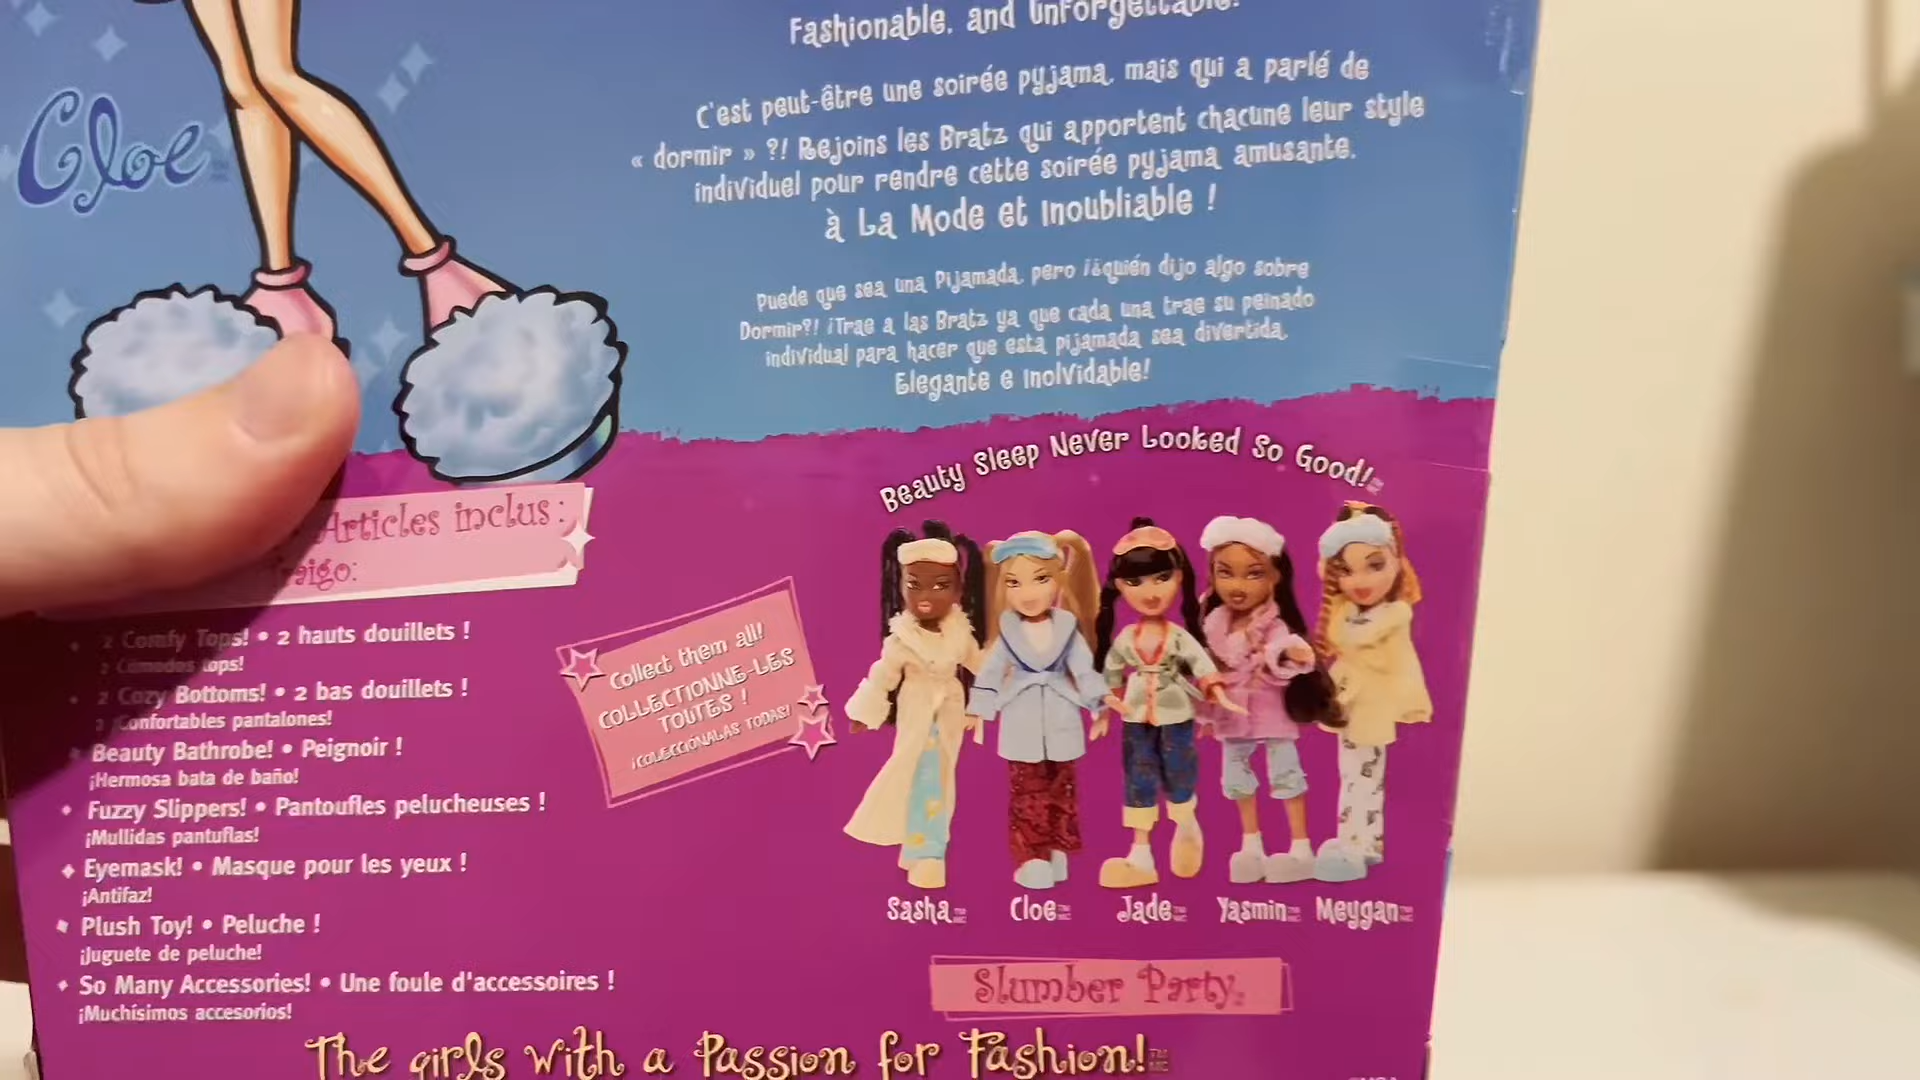 Fashionable, and Unforgettable!
C'est peut-être une soirée pyjama, mais qui a parlé de
« dormir » ?! Rejoins les Bratz qui apportent chacune leur style
individuel pour rendre cette soirée pyjama amusante,
à La Mode et Inoubliable !
Puede que sea una Pijamada, pero ¡¿quién dijo algo sobre
Dormir?! ¡Trae a las Bratz ya que cada una trae su peinado
individual para hacer que esta pijamada sea divertida,
Elegante e Inolvidable!
Cloe
Articles inclus :
Beauty Sleep Never Looked So Good!
2 Comfy Tops! • 2 hauts douillets !
2 Cómodos tops!
2 Cozy Bottoms! • 2 bas douillets !
2 Confortables pantalones!
Beauty Bathrobe! • Peignoir !
¡Hermosa bata de baño!
• Fuzzy Slippers! • Pantoufles pelucheuses !
¡Mullidas pantuflas!
• Eyemask! • Masque pour les yeux !
¡Antifaz!
• Plush Toy! • Peluche !
¡Juguete de peluche!
• So Many Accessories! • Une foule d'accessoires !
¡Muchísimos accesorios!
Collect them all!
COLLECTIONNE-LES
TOUTES !
¡COLECCIÓNALAS TODAS!
Sasha Cloe Jade Yasmin Meygan
Slumber Party
The girls with a Passion for Fashion!